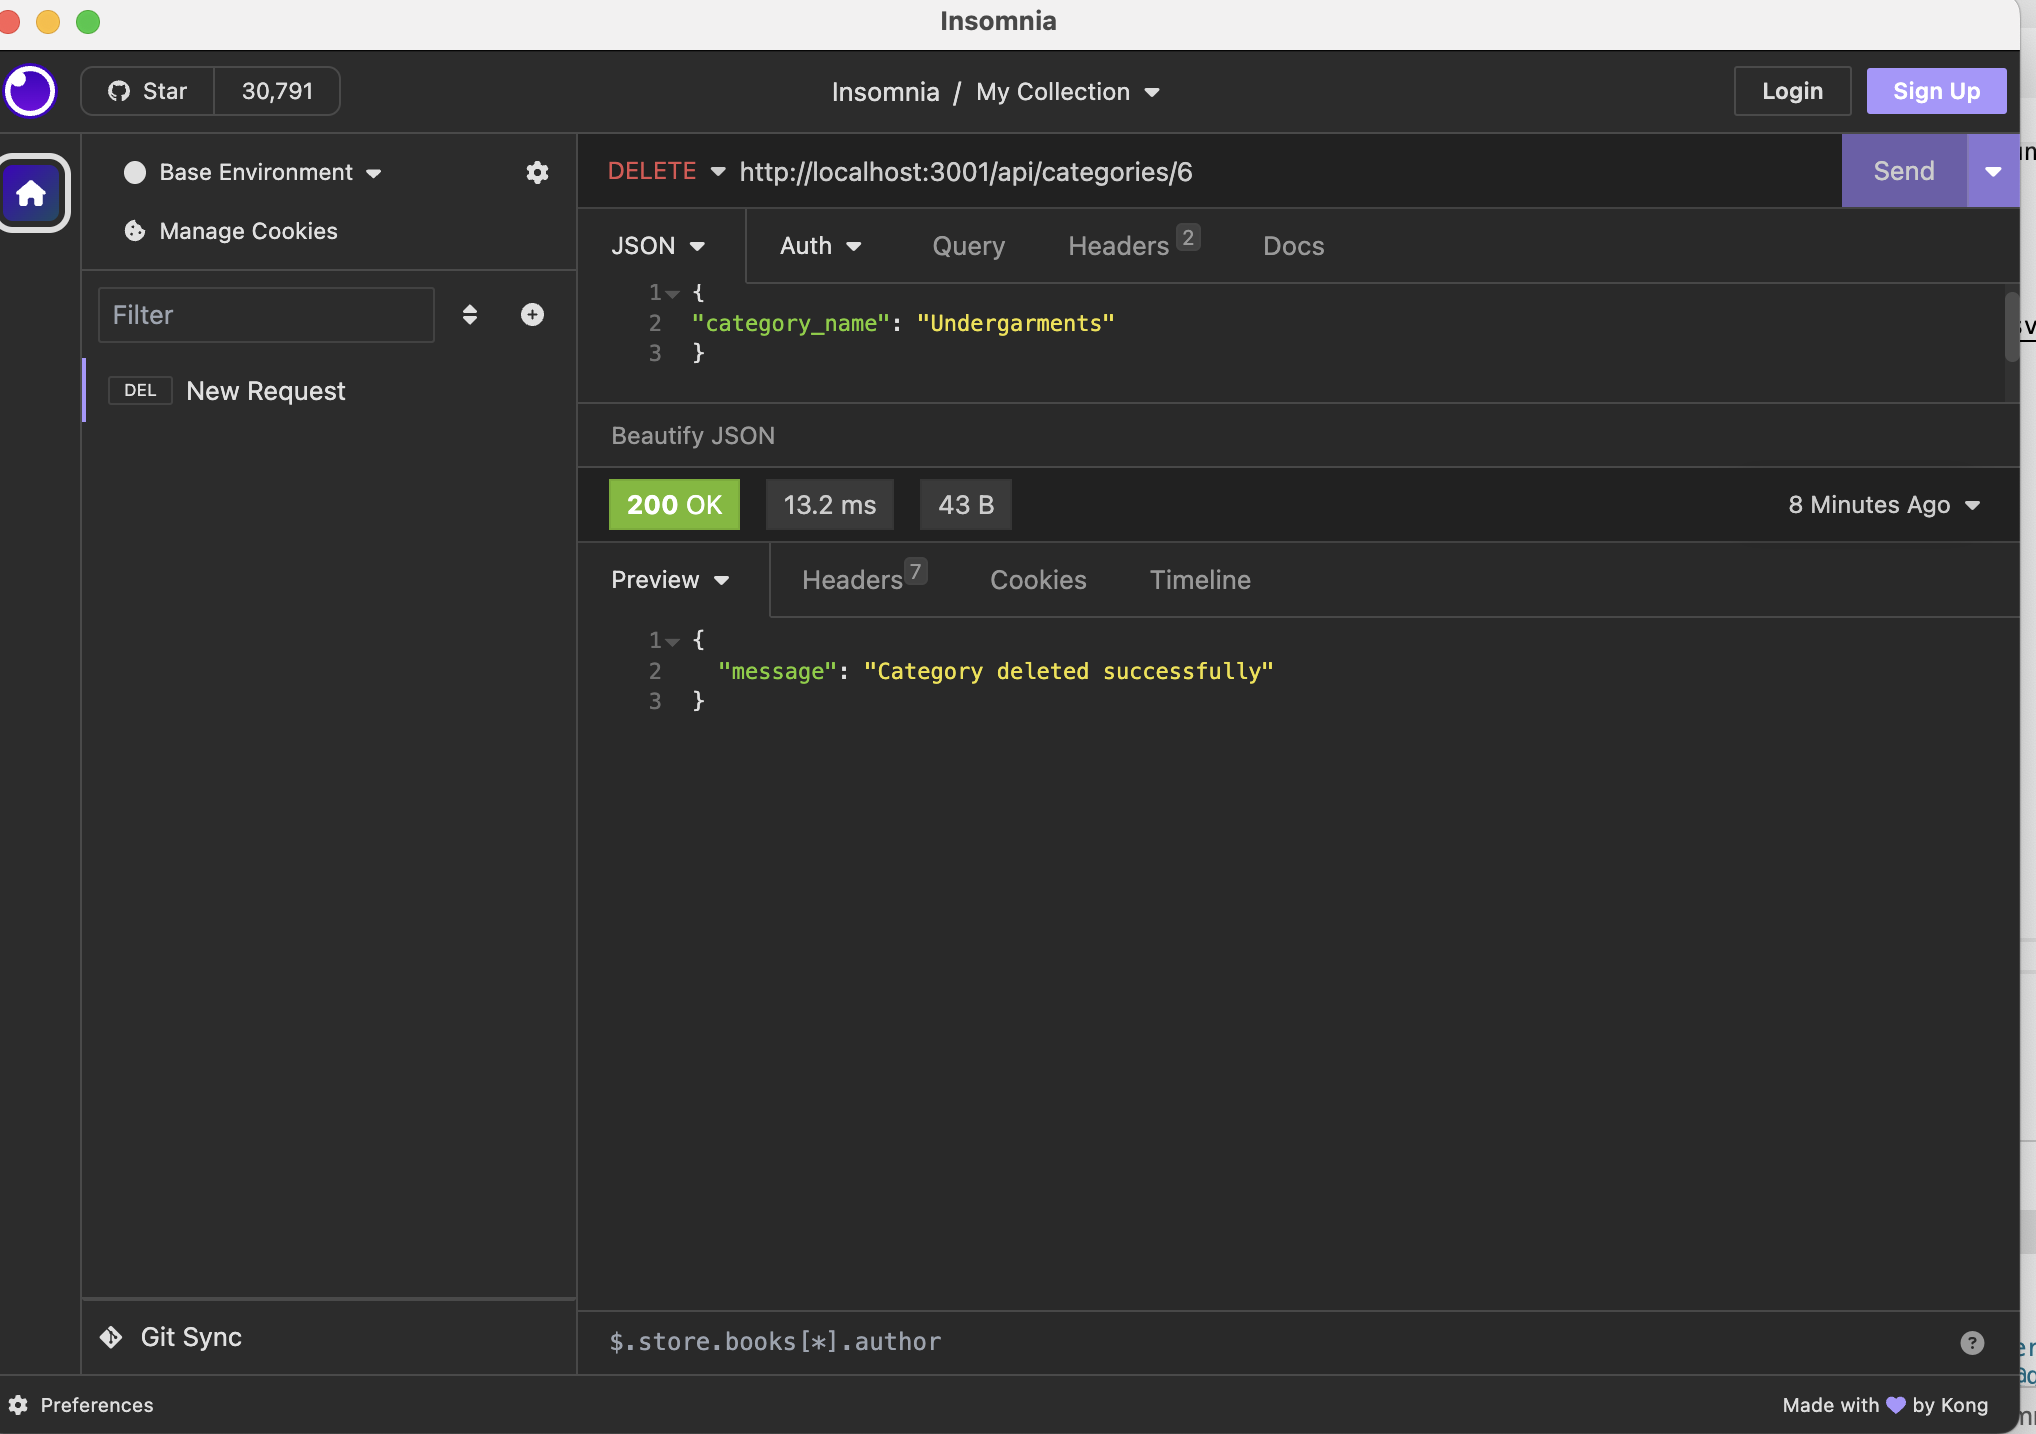 Insomnia
Star 30,791
Insomnia / My Collection
Login
Sign Up
Base Environment
Manage Cookies
Filter
DEL New Request
DELETE http://localhost:3001/api/categories/6
Send
JSON
Auth
Query
Headers 2
Docs
1 {
2 "category_name": "Undergarments"
3 }
Beautify JSON
200 OK
13.2 ms
43 B
8 Minutes Ago
Preview
Headers 7
Cookies
Timeline
1 {
2 "message": "Category deleted successfully"
3 }
Git Sync
$.store.books[*].author
?
Preferences
Made with 💜 by Kong